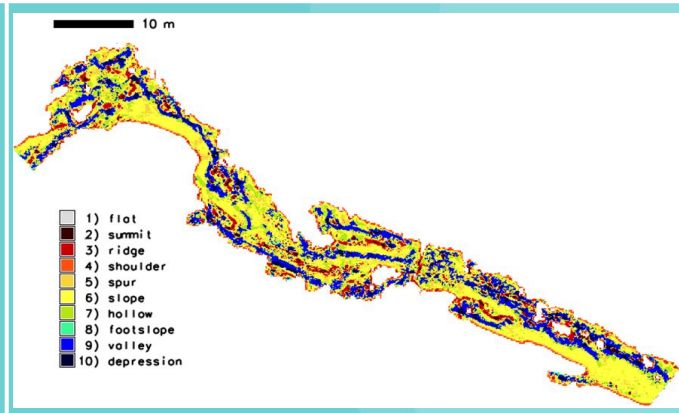 10 m
1) flat
2) summit
3) ridge
4) shoulder
5) spur
6) slope
7) hollow
8) footslope
9) valley
10) depression